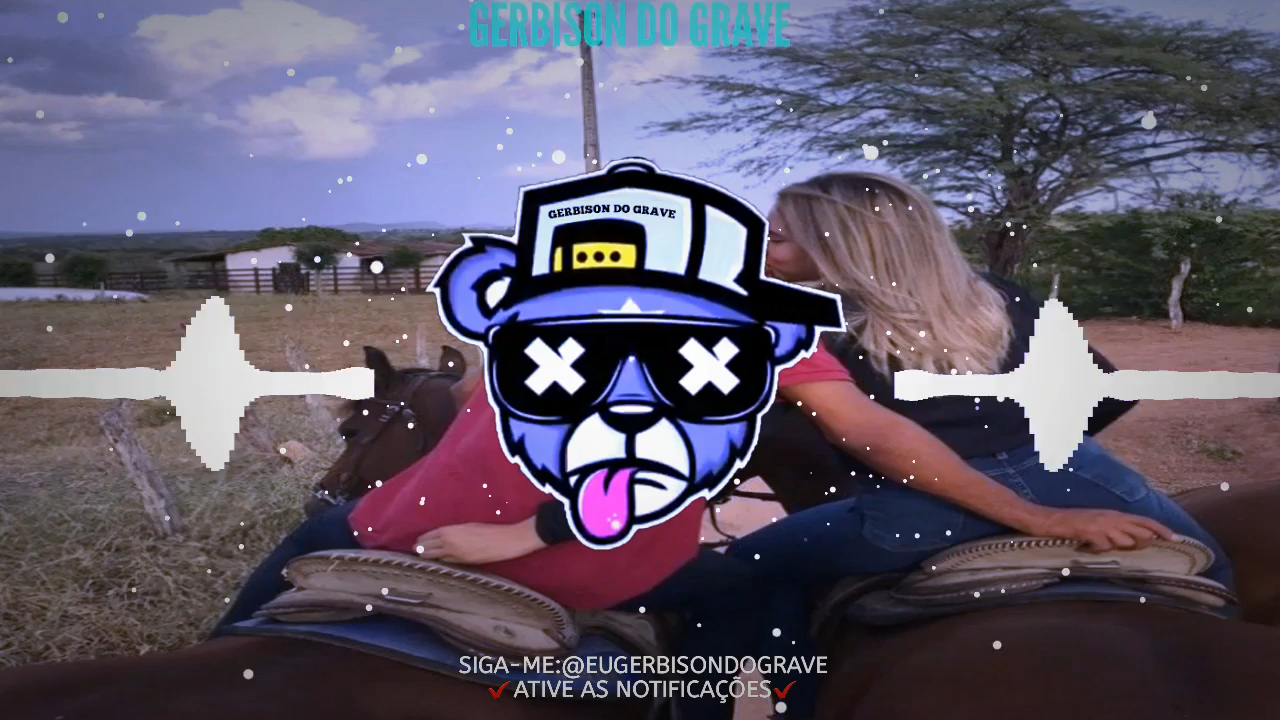 GERBISON DO GRAVE
GERBISON DO GRAVE
SIGA-ME:@EUGERBISONDOGRAVE
✔ATIVE AS NOTIFICAÇÕES✔